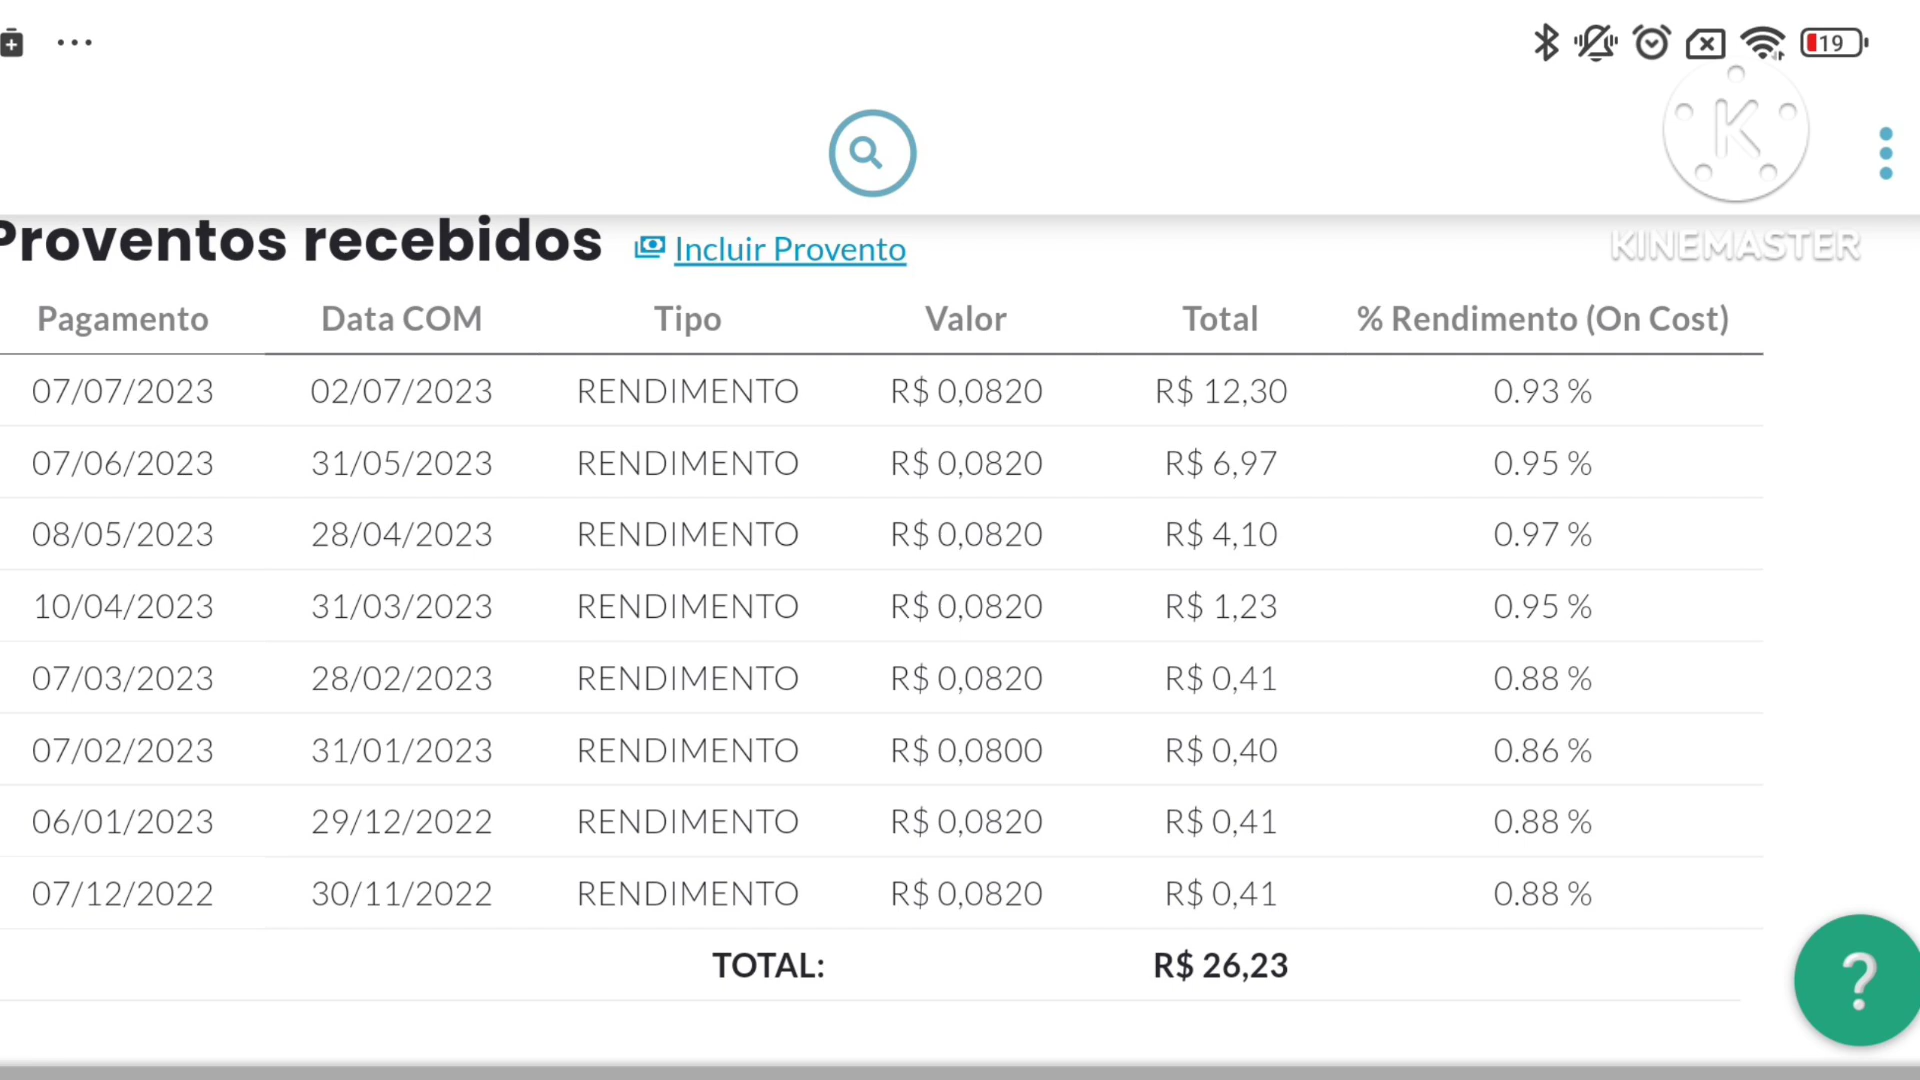 19
K
KINEMASTER
Proventos recebidos Incluir Provento
Pagamento Data COM Tipo Valor Total % Rendimento (On Cost)
07/07/2023 02/07/2023 RENDIMENTO R$ 0,0820 R$ 12,30 0.93 %
07/06/2023 31/05/2023 RENDIMENTO R$ 0,0820 R$ 6,97 0.95 %
08/05/2023 28/04/2023 RENDIMENTO R$ 0,0820 R$ 4,10 0.97 %
10/04/2023 31/03/2023 RENDIMENTO R$ 0,0820 R$ 1,23 0.95 %
07/03/2023 28/02/2023 RENDIMENTO R$ 0,0820 R$ 0,41 0.88 %
07/02/2023 31/01/2023 RENDIMENTO R$ 0,0800 R$ 0,40 0.86 %
06/01/2023 29/12/2022 RENDIMENTO R$ 0,0820 R$ 0,41 0.88 %
07/12/2022 30/11/2022 RENDIMENTO R$ 0,0820 R$ 0,41 0.88 %
TOTAL: R$ 26,23
?